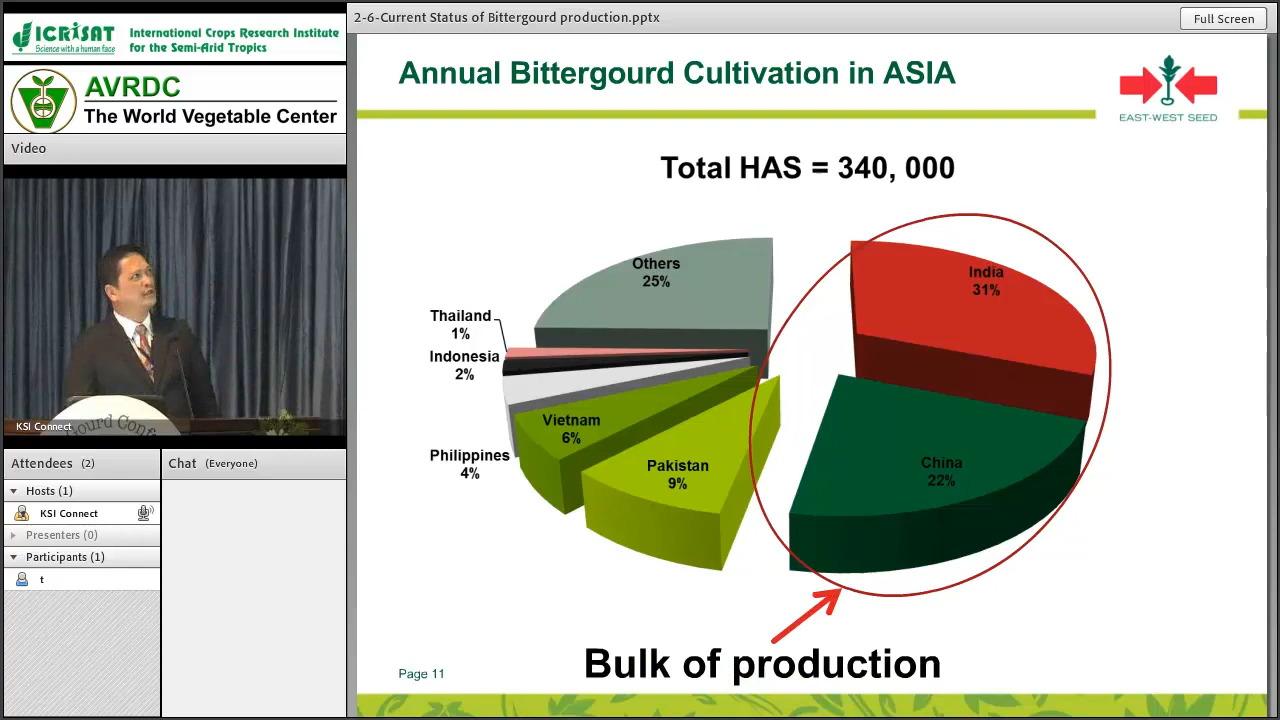 ICRISAT
Science with a human face
International Crops Research Institute
for the Semi-Arid Tropics
AVRDC
The World Vegetable Center
Video
KSI Connect
Gourd Conf
Attendees (2)
Hosts (1)
KSI Connect
Presenters (0)
Participants (1)
t
Chat (Everyone)
2-6-Current Status of Bittergourd production.pptx
Full Screen
Annual Bittergourd Cultivation in ASIA
EAST-WEST SEED
Total HAS = 340, 000
Others
25%
India
31%
Thailand
1%
Indonesia
2%
Vietnam
6%
Philippines
4%
Pakistan
9%
China
22%
Bulk of production
Page 11